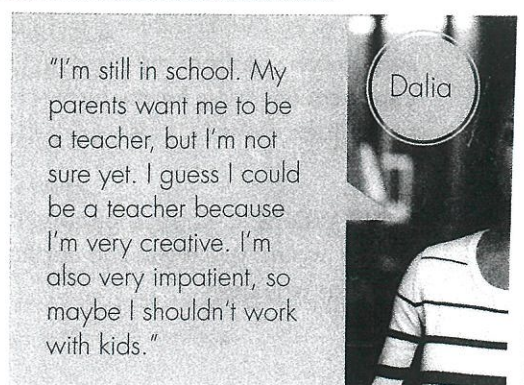 "I'm still in school. My
parents want me to be
a teacher, but I'm not
sure yet. I guess I could
be a teacher because
I'm very creative. I'm
also very impatient, so
maybe I shouldn't work
with kids."
Dalia